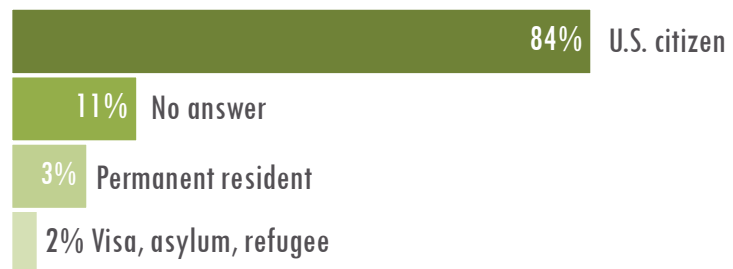 84% U.S. citizen
11% No answer
3% Permanent resident
2% Visa, asylum, refugee